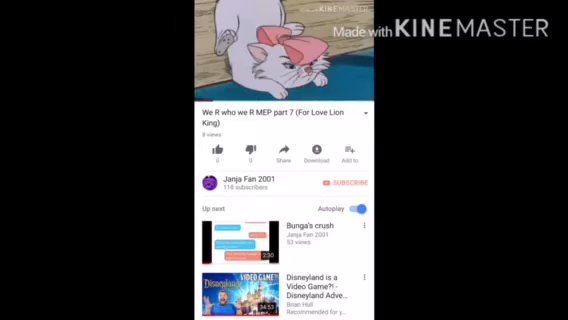 Made with KINEMASTER
We R who we R MEP part 7 (For Love Lion
King)
8 views
0
0
Share
Download
Add to
Janja Fan 2001
118 subscribers
SUBSCRIBE
Up next
Autoplay
2:30
Bunga's crush
Janja Fan 2001
53 views
Disneyland
VIDEO GAME?!
34:53
Disneyland is a
Video Game?! -
Disneyland Adve...
Brian Hull
Recommended for y...